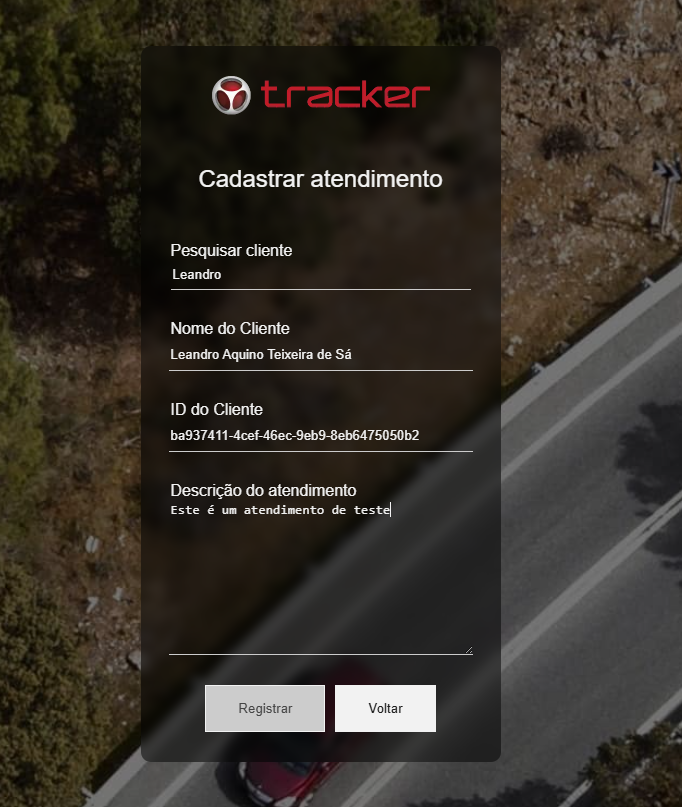 tracker
Cadastrar atendimento
Pesquisar cliente
Leandro
Nome do Cliente
Leandro Aquino Teixeira de Sá
ID do Cliente
ba937411-4cef-46ec-9eb9-8eb6475050b2
Descrição do atendimento
Este é um atendimento de teste
Registrar Voltar